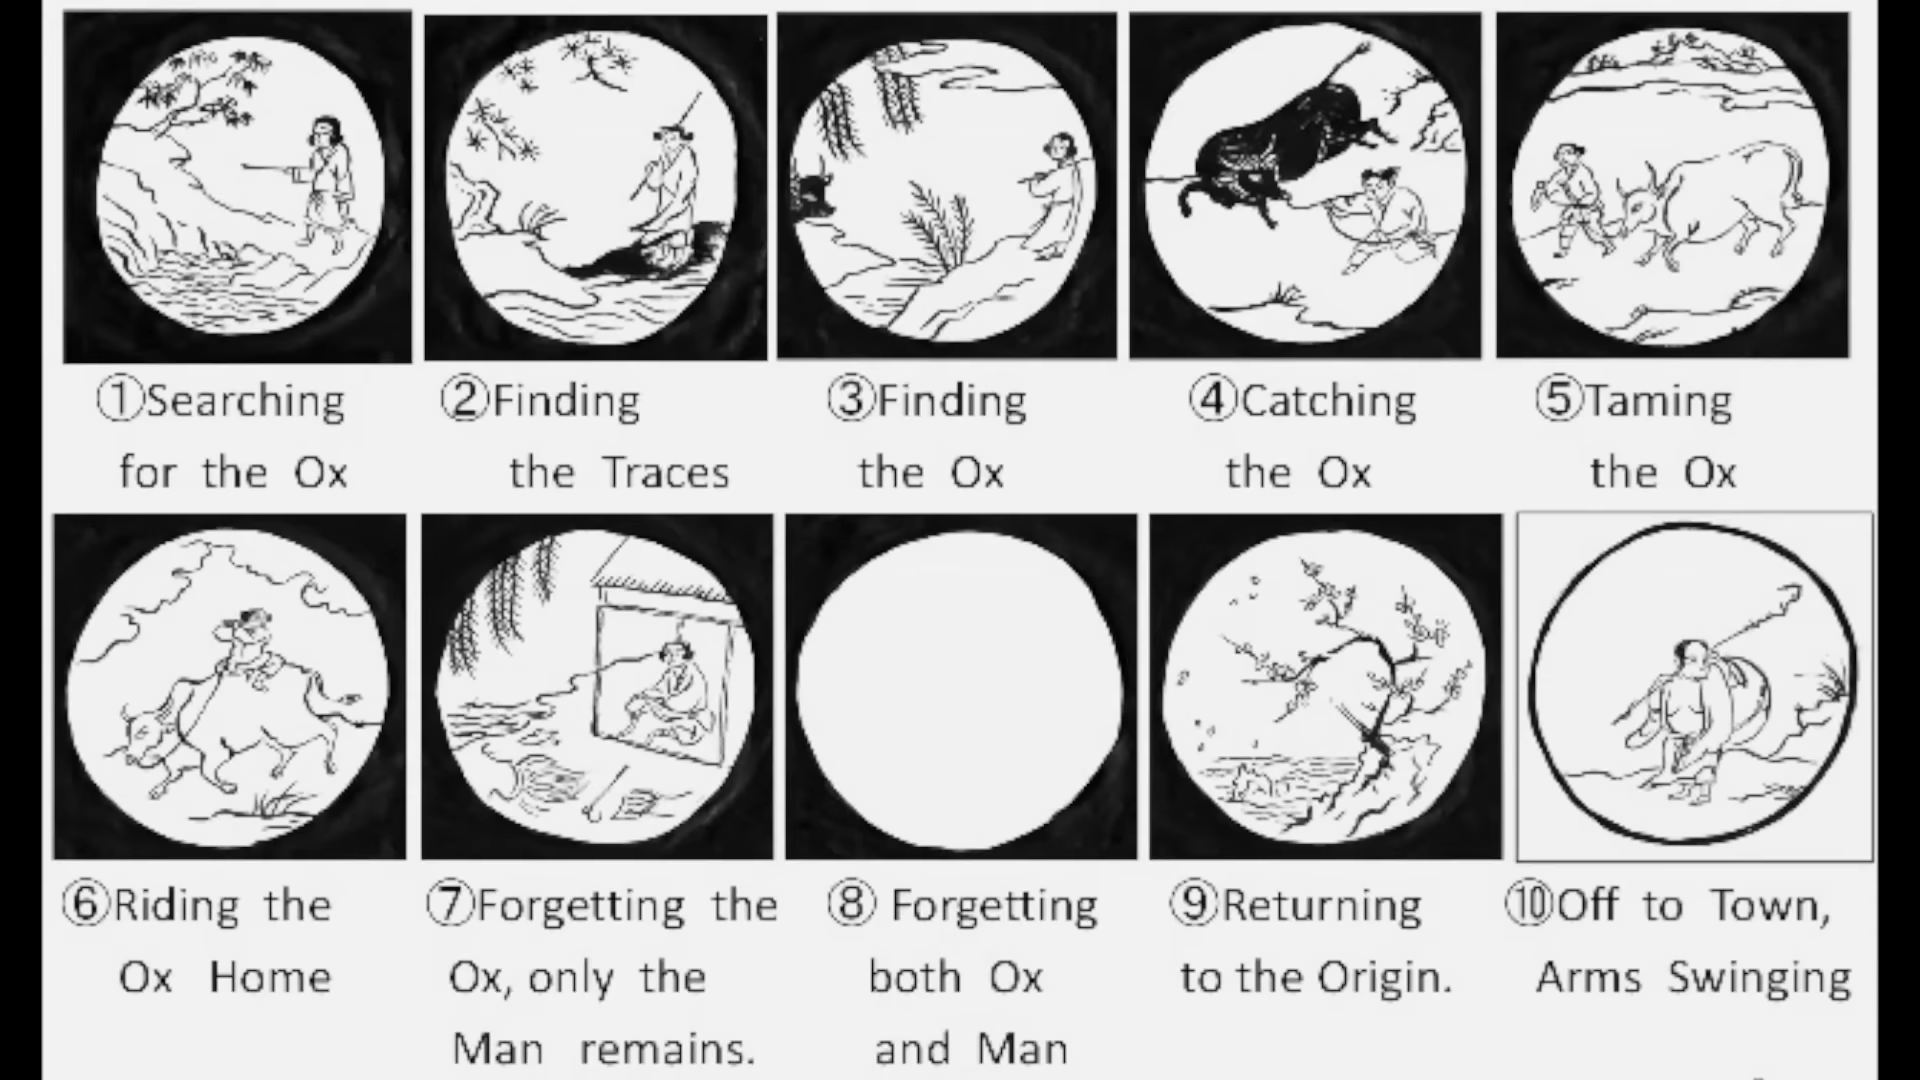 ①Searching
for the Ox
②Finding
the Traces
③Finding
the Ox
④Catching
the Ox
⑤Taming
the Ox
⑥Riding the
Ox Home
⑦Forgetting the
Ox, only the
Man remains.
⑧ Forgetting
both Ox
and Man
⑨Returning
to the Origin.
⑩Off to Town,
Arms Swinging